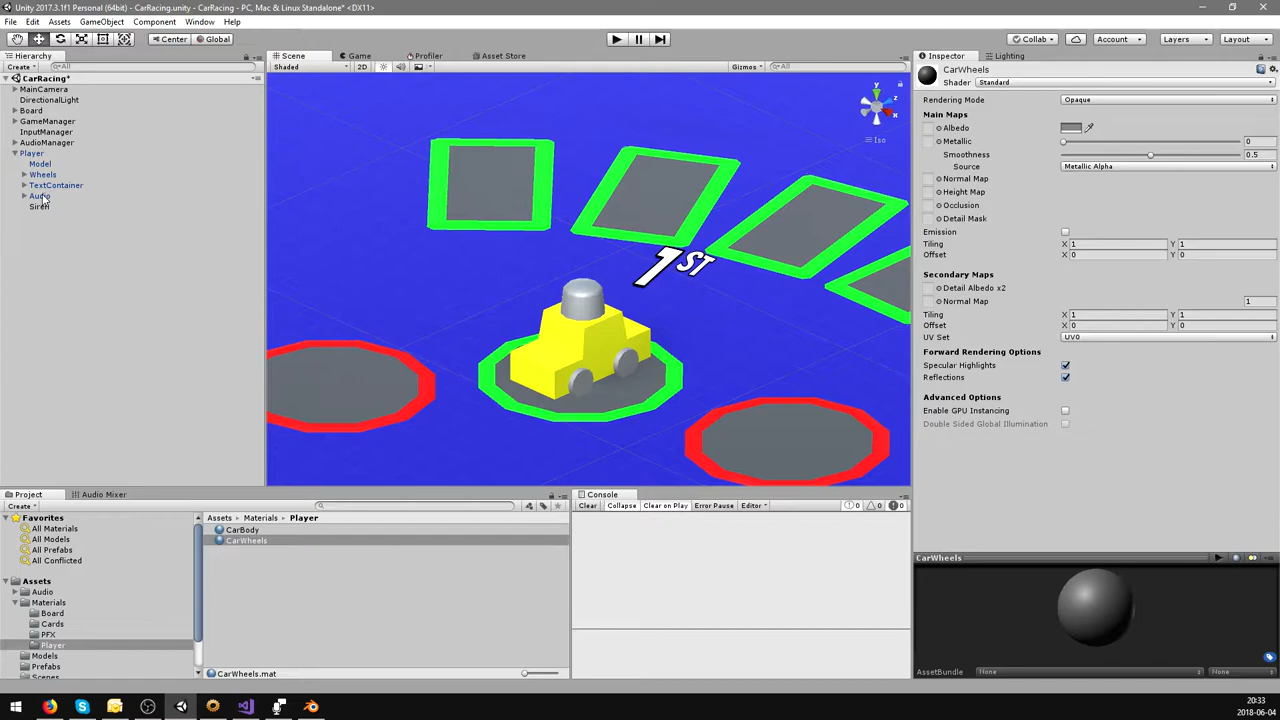 Unity 2017.3.1f1 Personal (64bit) - CarRacing.unity - CarRacing - PC, Mac & Linux Standalone* <DX11>
File Edit Assets GameObject Component Window Help
Center Global Collab Account Layers Layout
Hierarchy
Create All
CarRacing*
MainCamera
DirectionalLight
Board
GameManager
InputManager
AudioManager
Player
Model
Wheels
TextContainer
Audio
Siren
Scene Game Profiler Asset Store
Shaded 2D Gizmos All
y
z
x
Iso
1ST
Inspector Lighting
CarWheels
Shader Standard
Rendering Mode Opaque
Main Maps
Albedo
Metallic 0
Smoothness 0.5
Source Metallic Alpha
Normal Map
Height Map
Occlusion
Detail Mask
Emission
Tiling X 1 Y 1
Offset X 0 Y 0
Secondary Maps
Detail Albedo x2
Normal Map 1
Tiling X 1 Y 1
Offset X 0 Y 0
UV Set UV0
Forward Rendering Options
Specular Highlights
Reflections
Advanced Options
Enable GPU Instancing
Double Sided Global Illumination
CarWheels
AssetBundle None None
Project Audio Mixer
Create
Favorites
All Materials
All Models
All Prefabs
All Conflicted
Assets
Audio
Materials
Board
Cards
PFX
Player
Models
Prefabs
Scenes
Assets Materials Player
CarBody
CarWheels
CarWheels.mat
Console
Clear Collapse Clear on Play Error Pause Editor 0 0 0
20:33
2018-06-04